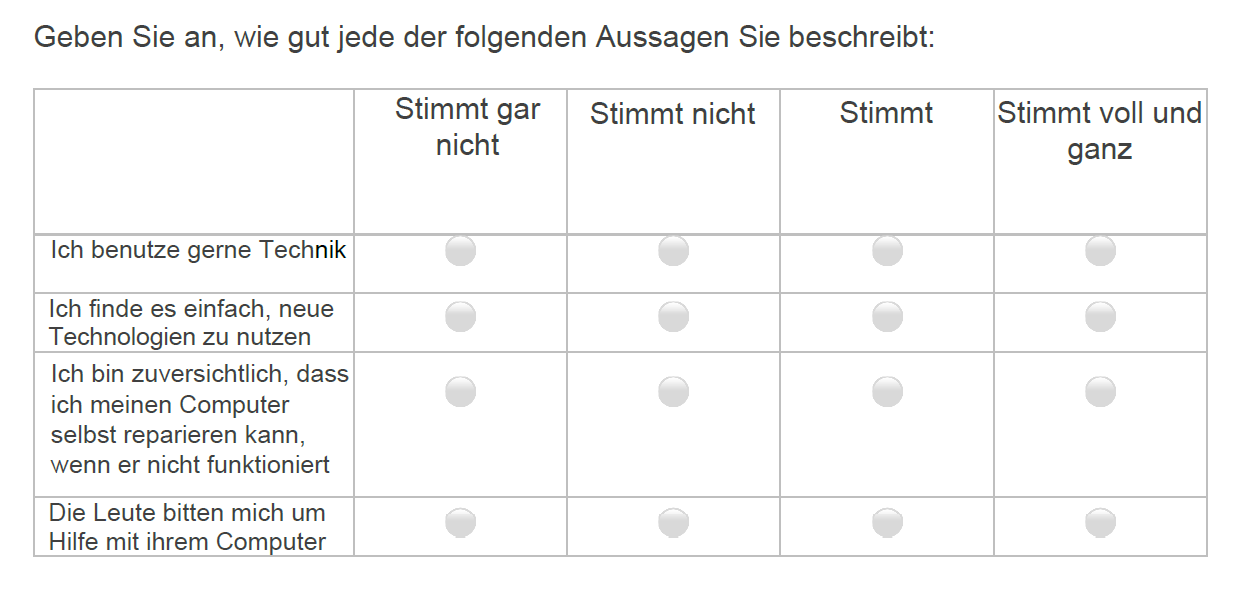 Geben Sie an, wie gut jede der folgenden Aussagen Sie beschreibt:
Stimmt gar
nicht
Stimmt nicht
Stimmt
Stimmt voll und
ganz
Ich benutze gerne Technik
Ich finde es einfach, neue
Technologien zu nutzen
Ich bin zuversichtlich, dass
ich meinen Computer
selbst reparieren kann,
wenn er nicht funktioniert
Die Leute bitten mich um
Hilfe mit ihrem Computer